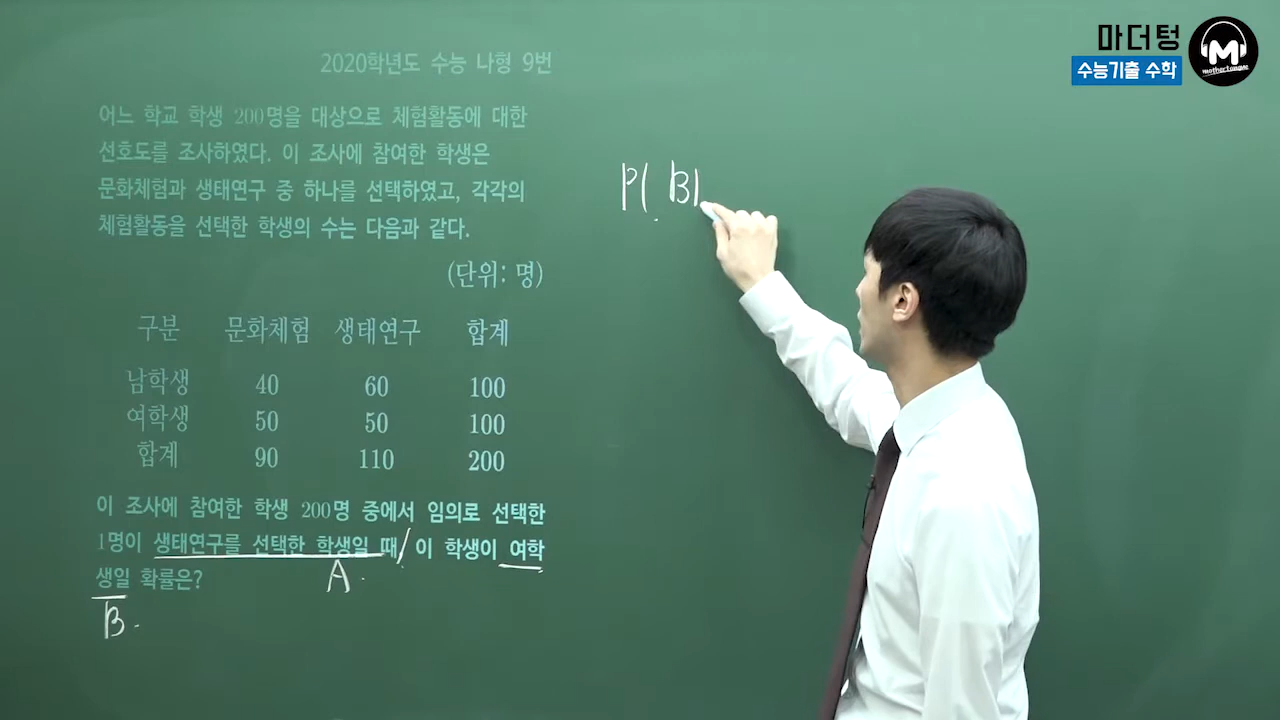 마더텅
수능기출 수학
M
mothertongue
2020학년도 수능 나형 9번
어느 학교 학생 200명을 대상으로 체험활동에 대한
선호도를 조사하였다. 이 조사에 참여한 학생은
문화체험과 생태연구 중 하나를 선택하였고, 각각의
체험활동을 선택한 학생의 수는 다음과 같다.
(단위: 명)
구분 문화체험 생태연구 합계
남학생 40 60 100
여학생 50 50 100
합계 90 110 200
이 조사에 참여한 학생 200명 중에서 임의로 선택한
1명이 생태연구를 선택한 학생일 때, 이 학생이 여학
생일 확률은?
A.
B.
P( B|